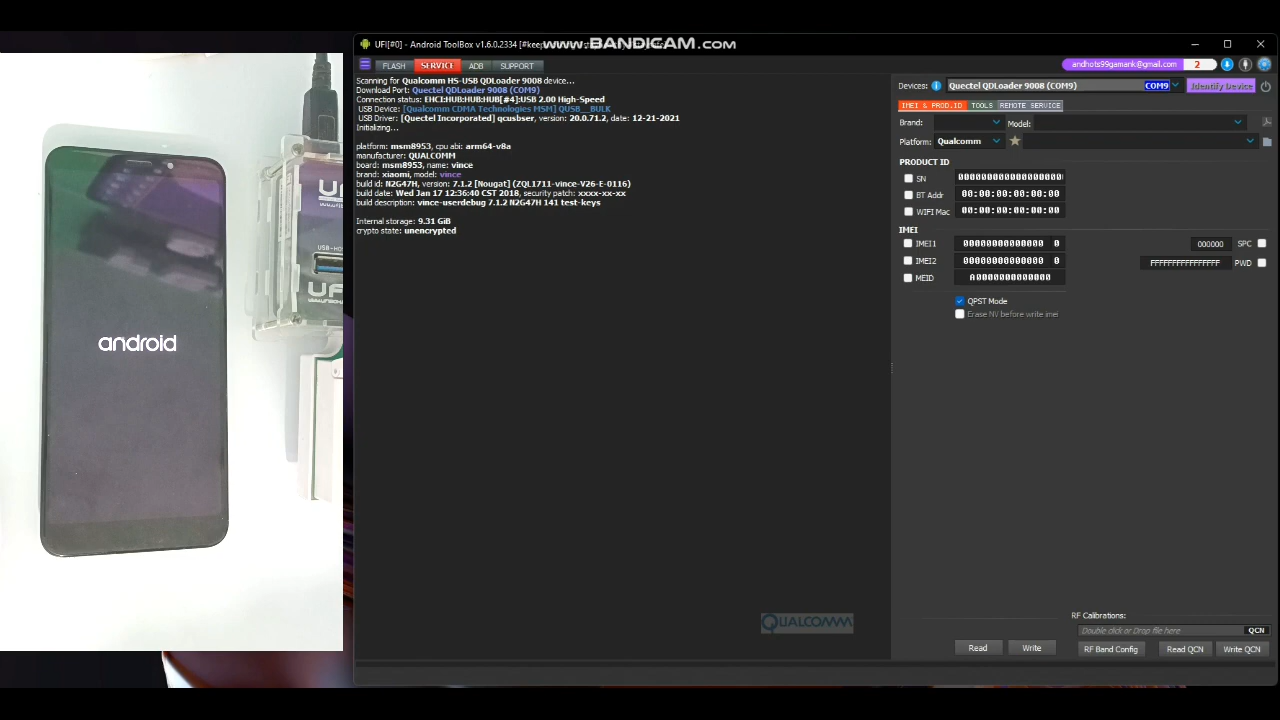 UFI[#0] - Android ToolBox v1.6.0.2334 [#keep
www.BANDICAM.com
FLASH SERVICE ADB SUPPORT
andhots99gamank@gmail.com 2
Scanning for Qualcomm HS-USB QDLoader 9008 device...
Download Port: Quectel QDLoader 9008 (COM9)
Connection status: EHCI:HUB:HUB:HUB[#4]:USB 2.00 High-Speed
USB Device: [Qualcomm CDMA Technologies MSM] QUSB__BULK
USB Driver: [Quectel Incorporated] qcusbser, version: 20.0.71.2, date: 12-21-2021
Initializing...
platform: msm8953, cpu abi: arm64-v8a
manufacturer: QUALCOMM
board: msm8953, name: vince
brand: xiaomi, model: vince
build id: N2G47H, version: 7.1.2 [Nougat] (ZQL1711-vince-V26-E-0116)
build date: Wed Jan 17 12:36:40 CST 2018, security patch: xxxx-xx-xx
build description: vince-userdebug 7.1.2 N2G47H 141 test-keys
Internal storage: 9.31 GiB
crypto state: unencrypted
Devices: Quectel QDLoader 9008 (COM9) COM9 Identify Device
IMEI & PROD.ID TOOLS REMOTE SERVICE
Brand: Model:
Platform: Qualcomm
PRODUCT ID
SN
BT Addr 00:00:00:00:00:00
WIFI Mac 00:00:00:00:00:00
IMEI
IMEI1 00000000000000 0 000000 SPC
IMEI2 00000000000000 0 FFFFFFFFFFFFFFFF PWD
MEID A0000000000000
QPST Mode
Erase NV before write imei
RF Calibrations:
Double click or Drop file here QCN
Read Write RF Band Config Read QCN Write QCN
QUALCOMM
android
USB-HO
UF